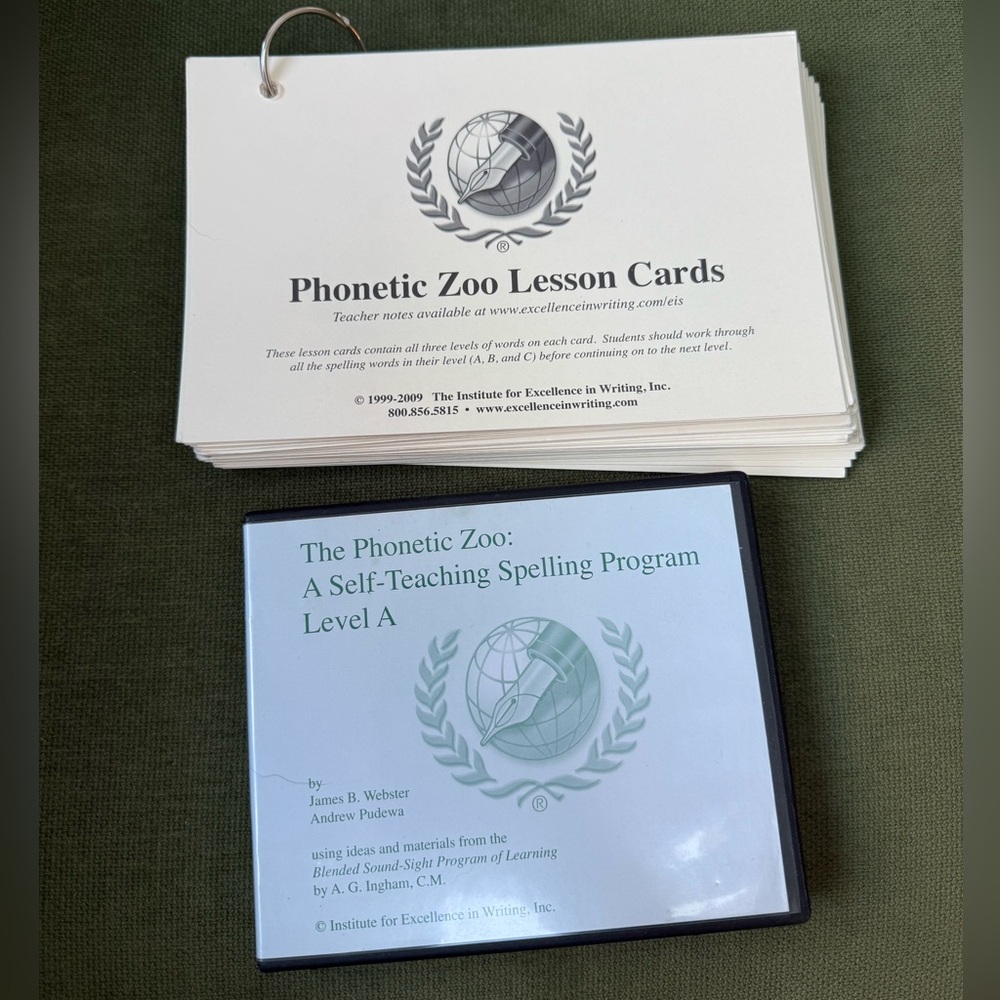 ®
Phonetic Zoo Lesson Cards
Teacher notes available at www.excellenceinwriting.com/eis
These lesson cards contain all three levels of words on each card. Students should work through
all the spelling words in their level (A, B, and C) before continuing on to the next level.
© 1999-2009 The Institute for Excellence in Writing, Inc.
800.856.5815 • www.excellenceinwriting.com
The Phonetic Zoo:
A Self-Teaching Spelling Program
Level A
®
by
James B. Webster
Andrew Pudewa
using ideas and materials from the
Blended Sound-Sight Program of Learning
by A. G. Ingham, C.M.
© Institute for Excellence in Writing, Inc.